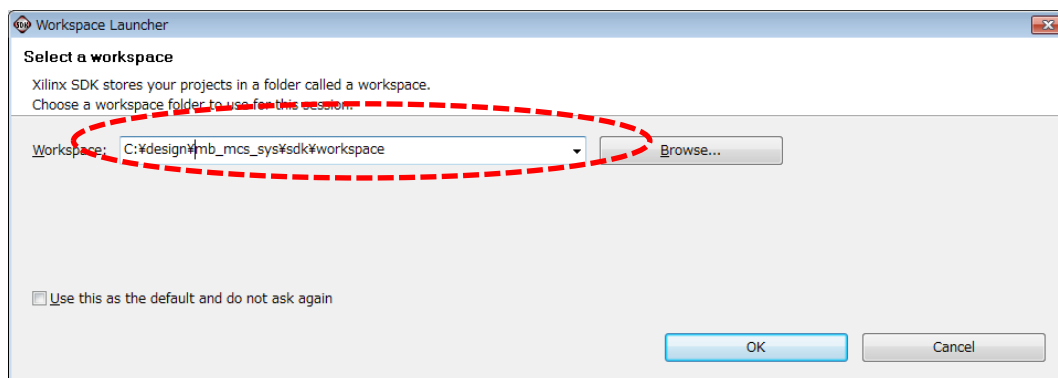 Workspace Launcher
Select a workspace
Xilinx SDK stores your projects in a folder called a workspace.
Choose a workspace folder to use for this session.
Workspace: C:¥design¥mb_mcs_sys¥sdk¥workspace Browse...
Use this as the default and do not ask again
OK Cancel